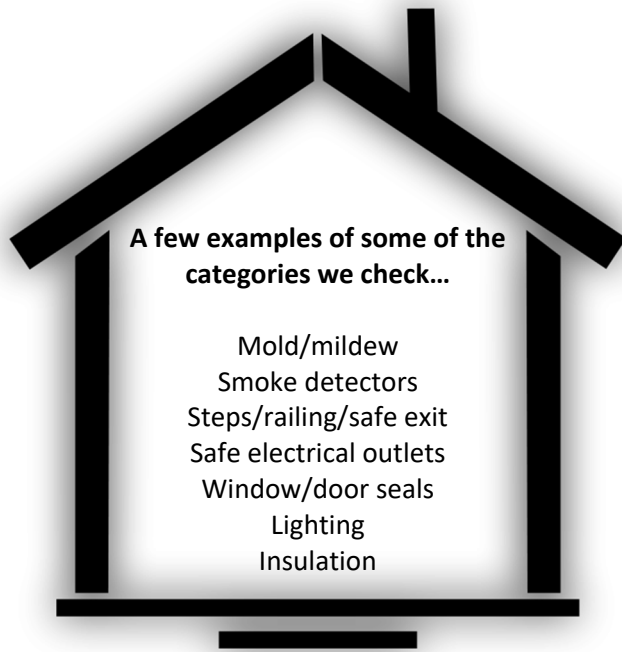 A few examples of some of the
categories we check…
Mold/mildew
Smoke detectors
Steps/railing/safe exit
Safe electrical outlets
Window/door seals
Lighting
Insulation